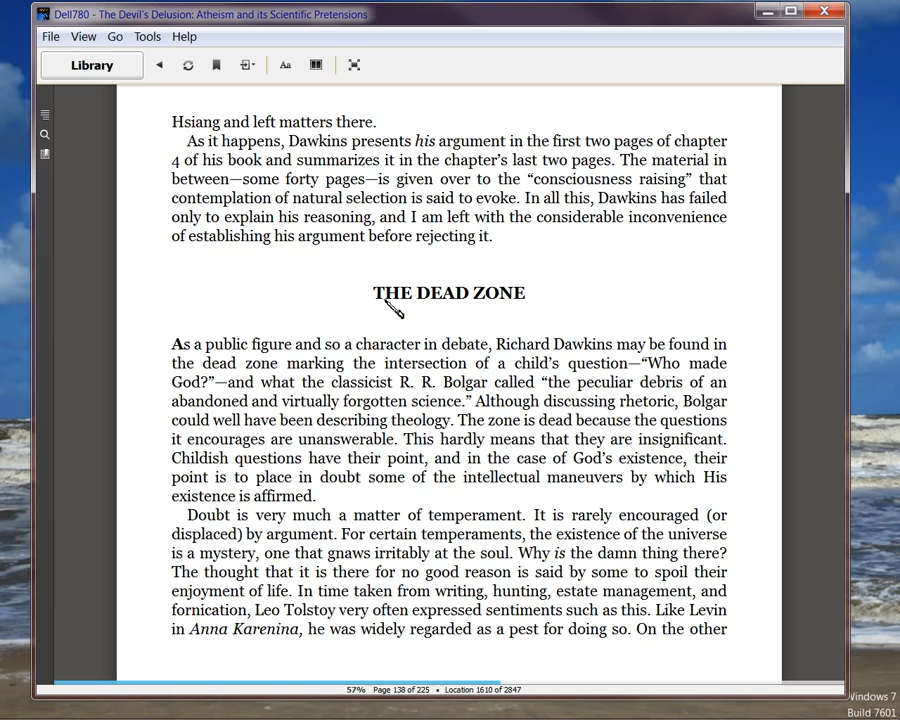 Dell780 - The Devil's Delusion: Atheism and its Scientific Pretensions
File View Go Tools Help
Library Aa
Hsiang and left matters there.
As it happens, Dawkins presents his argument in the first two pages of chapter
4 of his book and summarizes it in the chapter's last two pages. The material in
between—some forty pages—is given over to the “consciousness raising” that
contemplation of natural selection is said to evoke. In all this, Dawkins has failed
only to explain his reasoning, and I am left with the considerable inconvenience
of establishing his argument before rejecting it.
THE DEAD ZONE
As a public figure and so a character in debate, Richard Dawkins may be found in
the dead zone marking the intersection of a child's question—“Who made
God?”—and what the classicist R. R. Bolgar called “the peculiar debris of an
abandoned and virtually forgotten science.” Although discussing rhetoric, Bolgar
could well have been describing theology. The zone is dead because the questions
it encourages are unanswerable. This hardly means that they are insignificant.
Childish questions have their point, and in the case of God's existence, their
point is to place in doubt some of the intellectual maneuvers by which His
existence is affirmed.
Doubt is very much a matter of temperament. It is rarely encouraged (or
displaced) by argument. For certain temperaments, the existence of the universe
is a mystery, one that gnaws irritably at the soul. Why is the damn thing there?
The thought that it is there for no good reason is said by some to spoil their
enjoyment of life. In time taken from writing, hunting, estate management, and
fornication, Leo Tolstoy very often expressed sentiments such as this. Like Levin
in Anna Karenina, he was widely regarded as a pest for doing so. On the other
57% Page 138 of 225 • Location 1610 of 2847
Windows 7
Build 7601